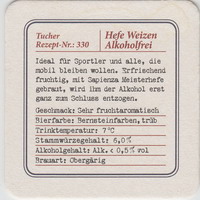 Tucher
Rezept-Nr.: 330
Hefe Weizen
Alkoholfrei
Ideal für Sportler und alle, die
mobil bleiben wollen. Erfrischend
fruchtig, mit Sapienza Meisterhefe
gebraut, wird ihm der Alkohol erst
ganz zum Schluss entzogen.
Geschmack: Sehr fruchtaromatisch
Bierfarbe: Bernsteinfarben, trüb
Trinktemperatur: 7°C
Stammwürzegehalt: 6,0%
Alkoholgehalt: Alk. < 0,5% vol
Brauart: Obergärig